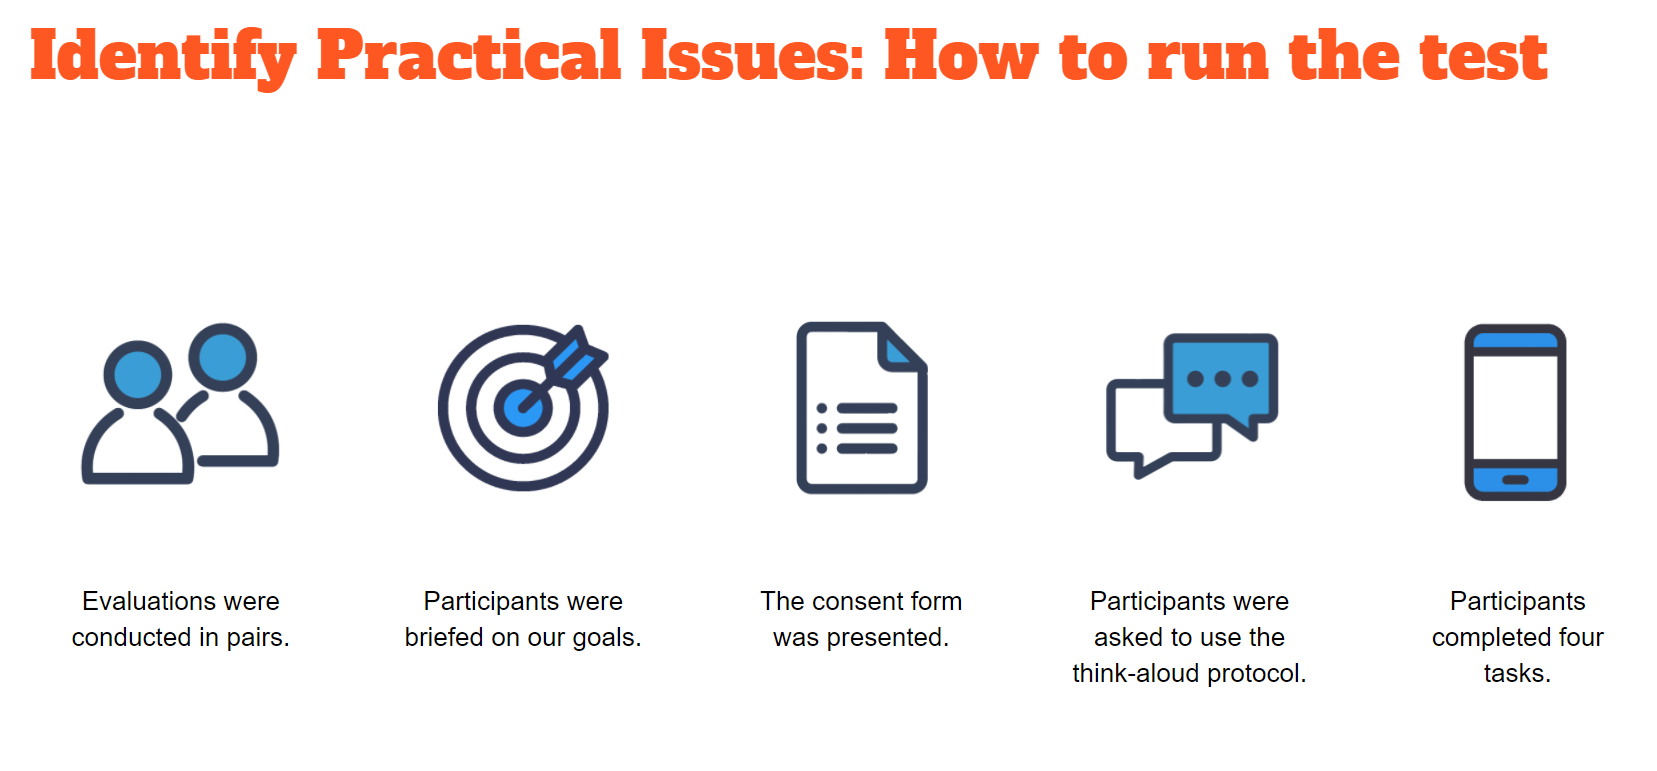 Identify Practical Issues: How to run the test
Evaluations were
conducted in pairs.
Participants were
briefed on our goals.
The consent form
was presented.
Participants were
asked to use the
think-aloud protocol.
Participants
completed four
tasks.